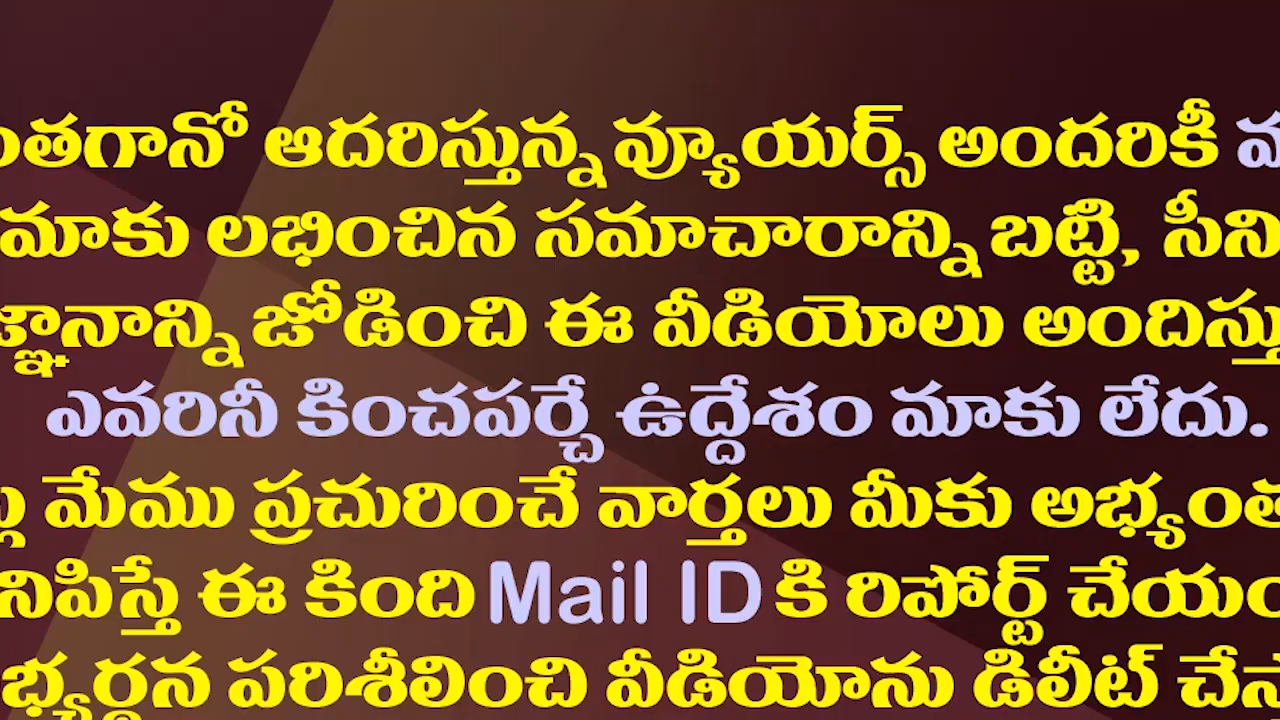 ఆదరిస్తున్న వ్యూయర్స్ అందరికీ
మాకు లభించిన సమాచారాన్ని బట్టి,
జోడించి ఈ వీడియోలు
ఎవరినీ కించపర్చే ఉద్దేశం మాకు లేదు.
మేము ప్రచురించే వార్తలు మీకు
ఈ కింది Mail ID కి రిపోర్ట్
పరిశీలించి వీడియోను డిలీట్